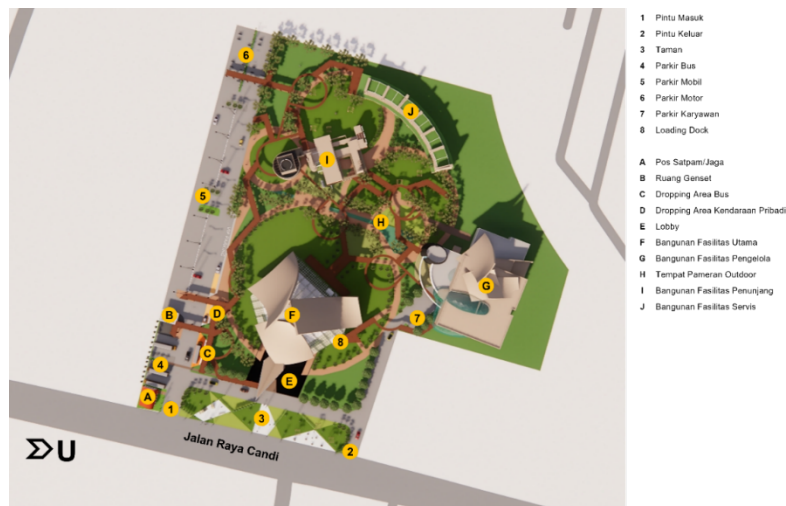 1 Pintu Masuk
2 Pintu Keluar
3 Taman
4 Parkir Bus
5 Parkir Mobil
6 Parkir Motor
7 Parkir Karyawan
8 Loading Dock
A Pos Satpam/Jaga
B Ruang Genset
C Dropping Area Bus
D Dropping Area Kendaraan Pribadi
E Lobby
F Bangunan Fasilitas Utama
G Bangunan Fasilitas Pengelola
H Tempat Pameran Outdoor
I Bangunan Fasilitas Penunjang
J Bangunan Fasilitas Servis
6
J
I
5
H
G
B
D
F
7
C
8
4
E
A
1
3
2
Jalan Raya Candi
U